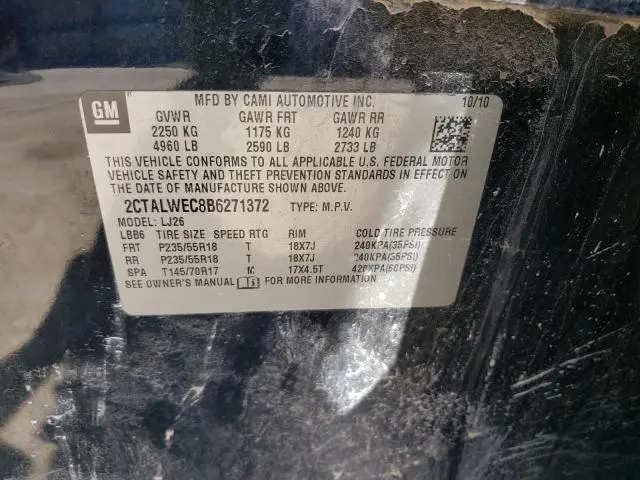 GM
MFD BY CAMI AUTOMOTIVE INC. 10/10
GVWR GAWR FRT GAWR RR
2250 KG 1175 KG 1240 KG
4960 LB 2590 LB 2733 LB
THIS VEHICLE CONFORMS TO ALL APPLICABLE U.S. FEDERAL MOTOR
VEHICLE SAFETY AND THEFT PREVENTION STANDARDS IN EFFECT ON
THE DATE OF MANUFACTURE SHOWN ABOVE.
2CTALWEC8B6271372 TYPE: M.P.V.
MODEL: LJ26
LBB6 TIRE SIZE SPEED RTG RIM COLD TIRE PRESSURE
FRT P235/55R18 T 18X7J 240KPA(35PSI)
RR P235/55R18 T 18X7J 240KPA(35PSI)
SPA T145/70R17 M 17X4.5T 420KPA(60PSI)
SEE OWNER'S MANUAL FOR MORE INFORMATION.